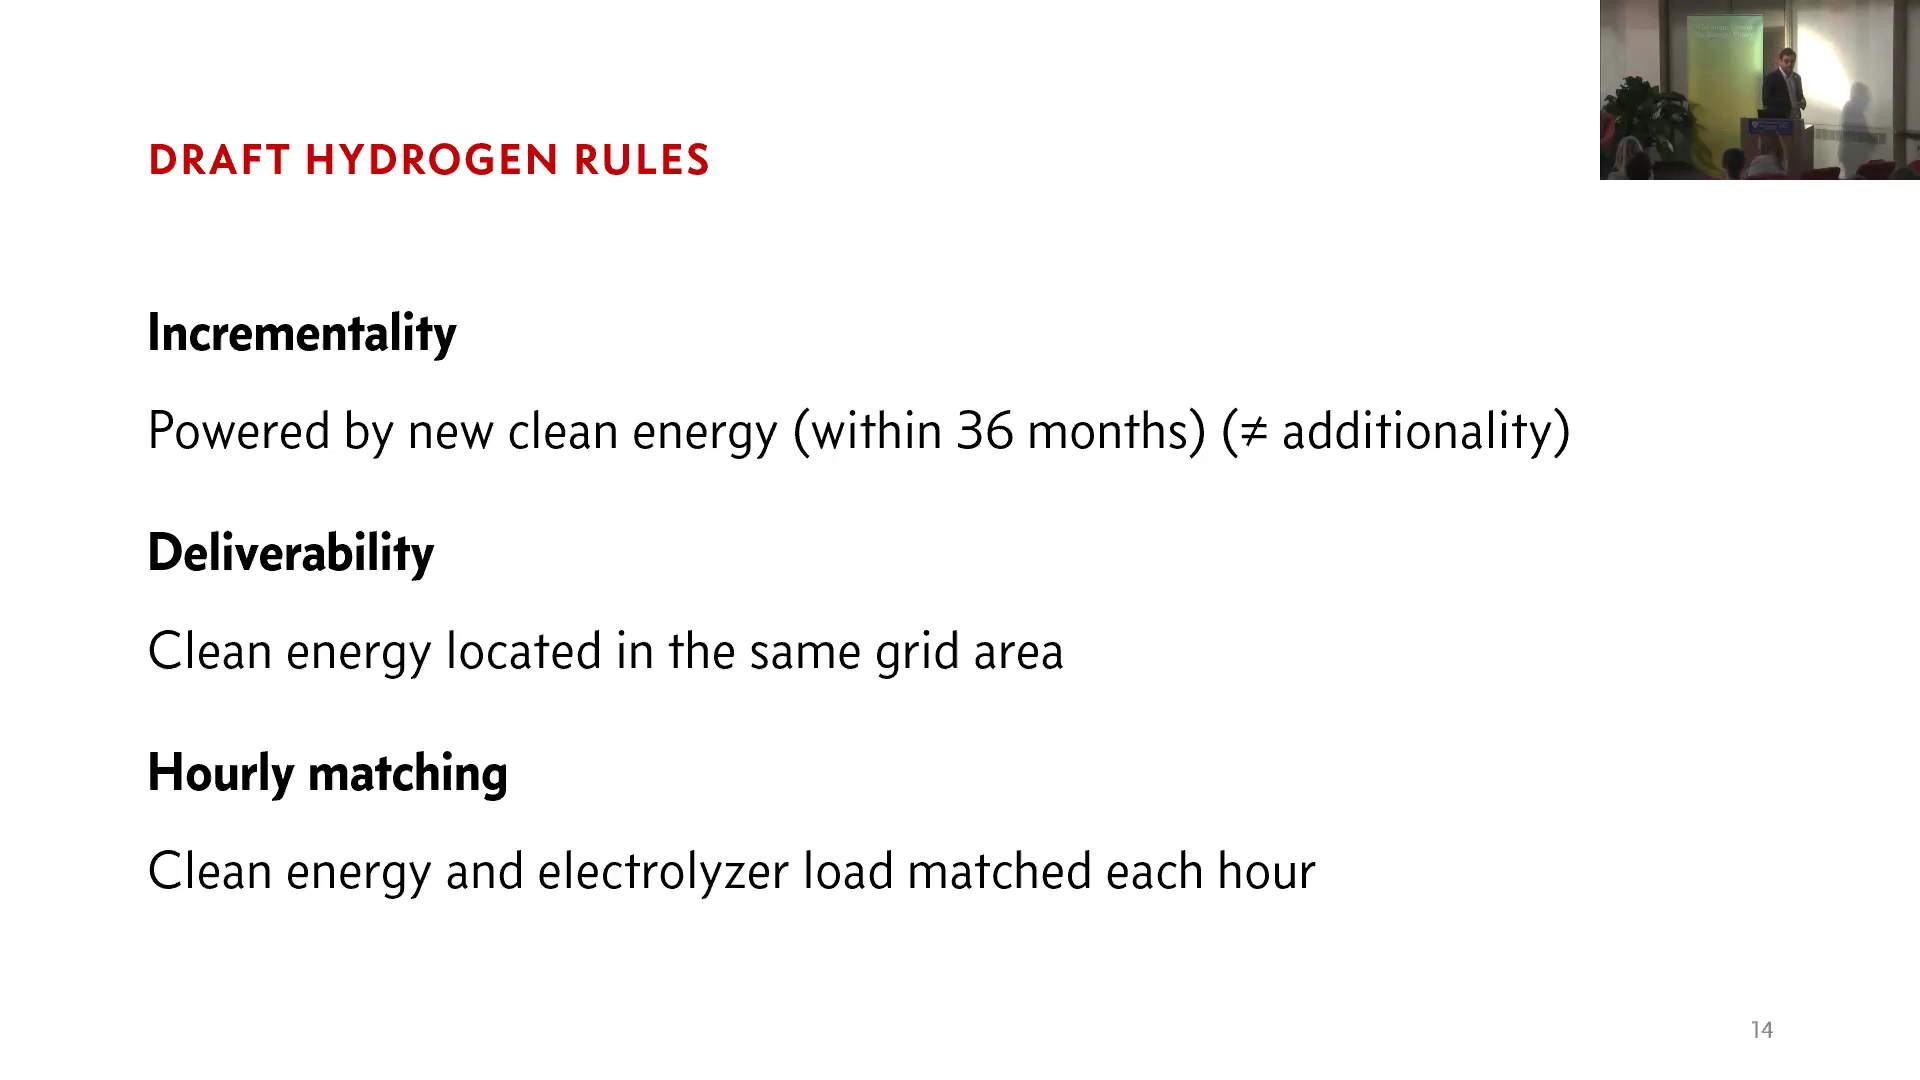 DRAFT HYDROGEN RULES
Incrementality
Powered by new clean energy (within 36 months) (≠ additionality)
Deliverability
Clean energy located in the same grid area
Hourly matching
Clean energy and electrolyzer load matched each hour
14